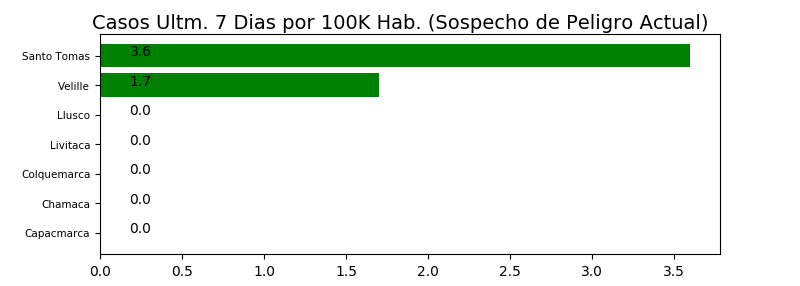 Casos Ultm. 7 Dias por 100K Hab. (Sospecho de Peligro Actual)
Santo Tomas 3.6
Velille 1.7
Llusco 0.0
Livitaca 0.0
Colquemarca 0.0
Chamaca 0.0
Capacmarca 0.0
0.0 0.5 1.0 1.5 2.0 2.5 3.0 3.5